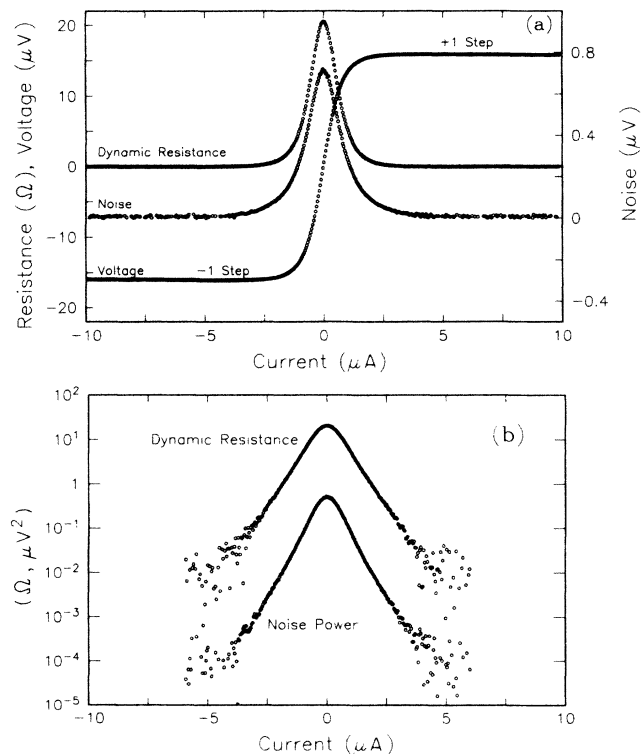 (a)
+1 Step
Dynamic Resistance
Noise
Voltage
−1 Step
20
10
0
−10
−20
Resistance (Ω), Voltage (μV)
0.8
0.4
0
−0.4
Noise (μV)
−10
−5
0
5
10
Current (μA)
(b)
Dynamic Resistance
Noise Power
10²
10¹
1
10⁻¹
10⁻²
10⁻³
10⁻⁴
10⁻⁵
(Ω, μV²)
−10
−5
0
5
10
Current (μA)